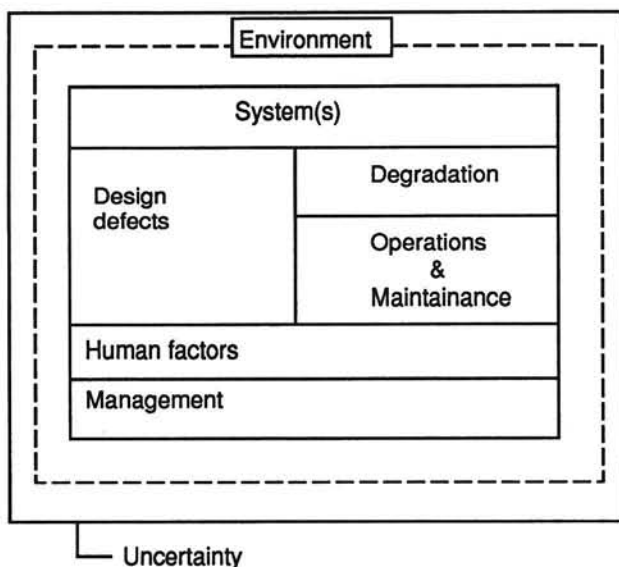 Environment
System(s)
Design
defects
Degradation
Operations
&
Maintainance
Human factors
Management
Uncertainty